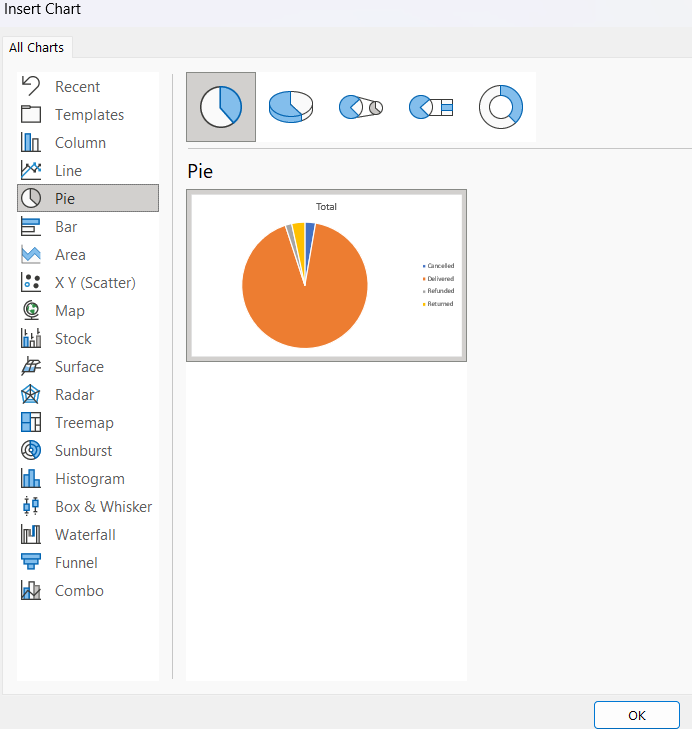 Insert Chart
All Charts
Recent
Templates
Column
Line
Pie
Bar
Area
X Y (Scatter)
Map
Stock
Surface
Radar
Treemap
Sunburst
Histogram
Box & Whisker
Waterfall
Funnel
Combo
Pie
Total
Cancelled
Delivered
Refunded
Returned
OK